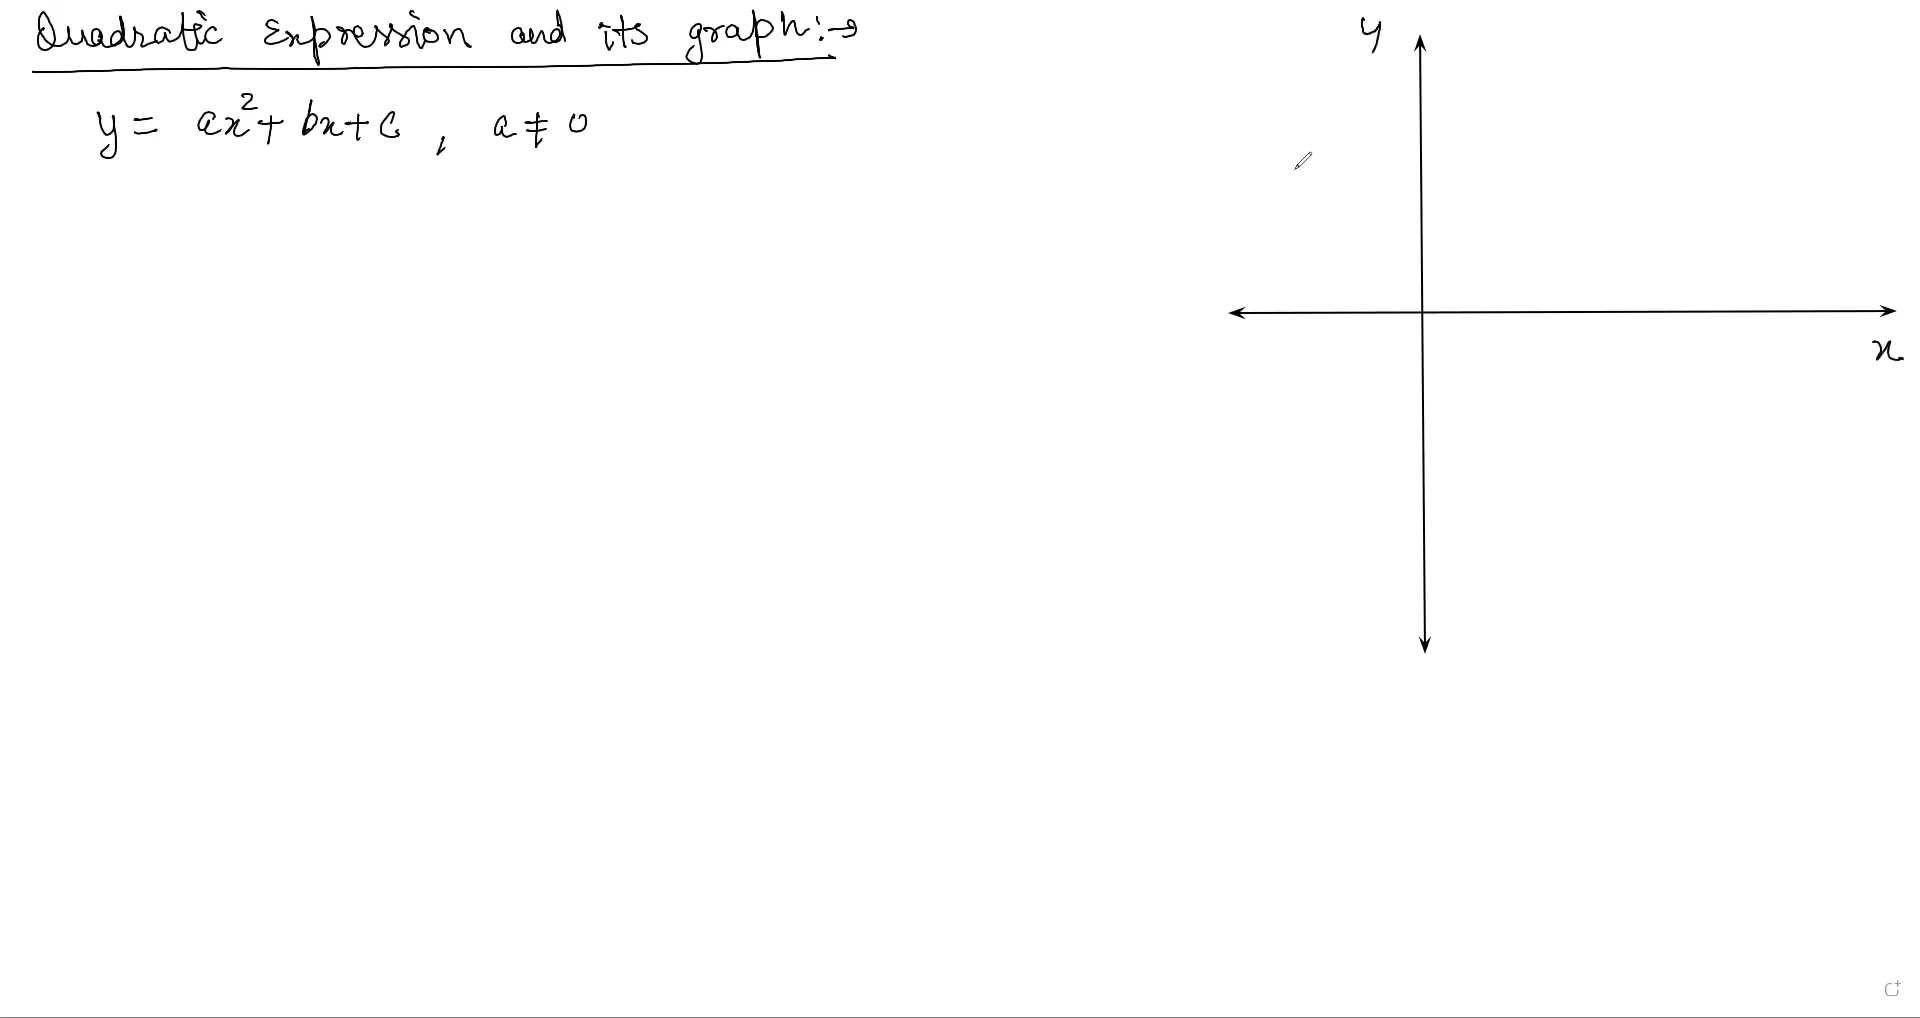 Quadratic Expression and its graph:→
y = ax²+ bx+c , a ≠ 0
y
x